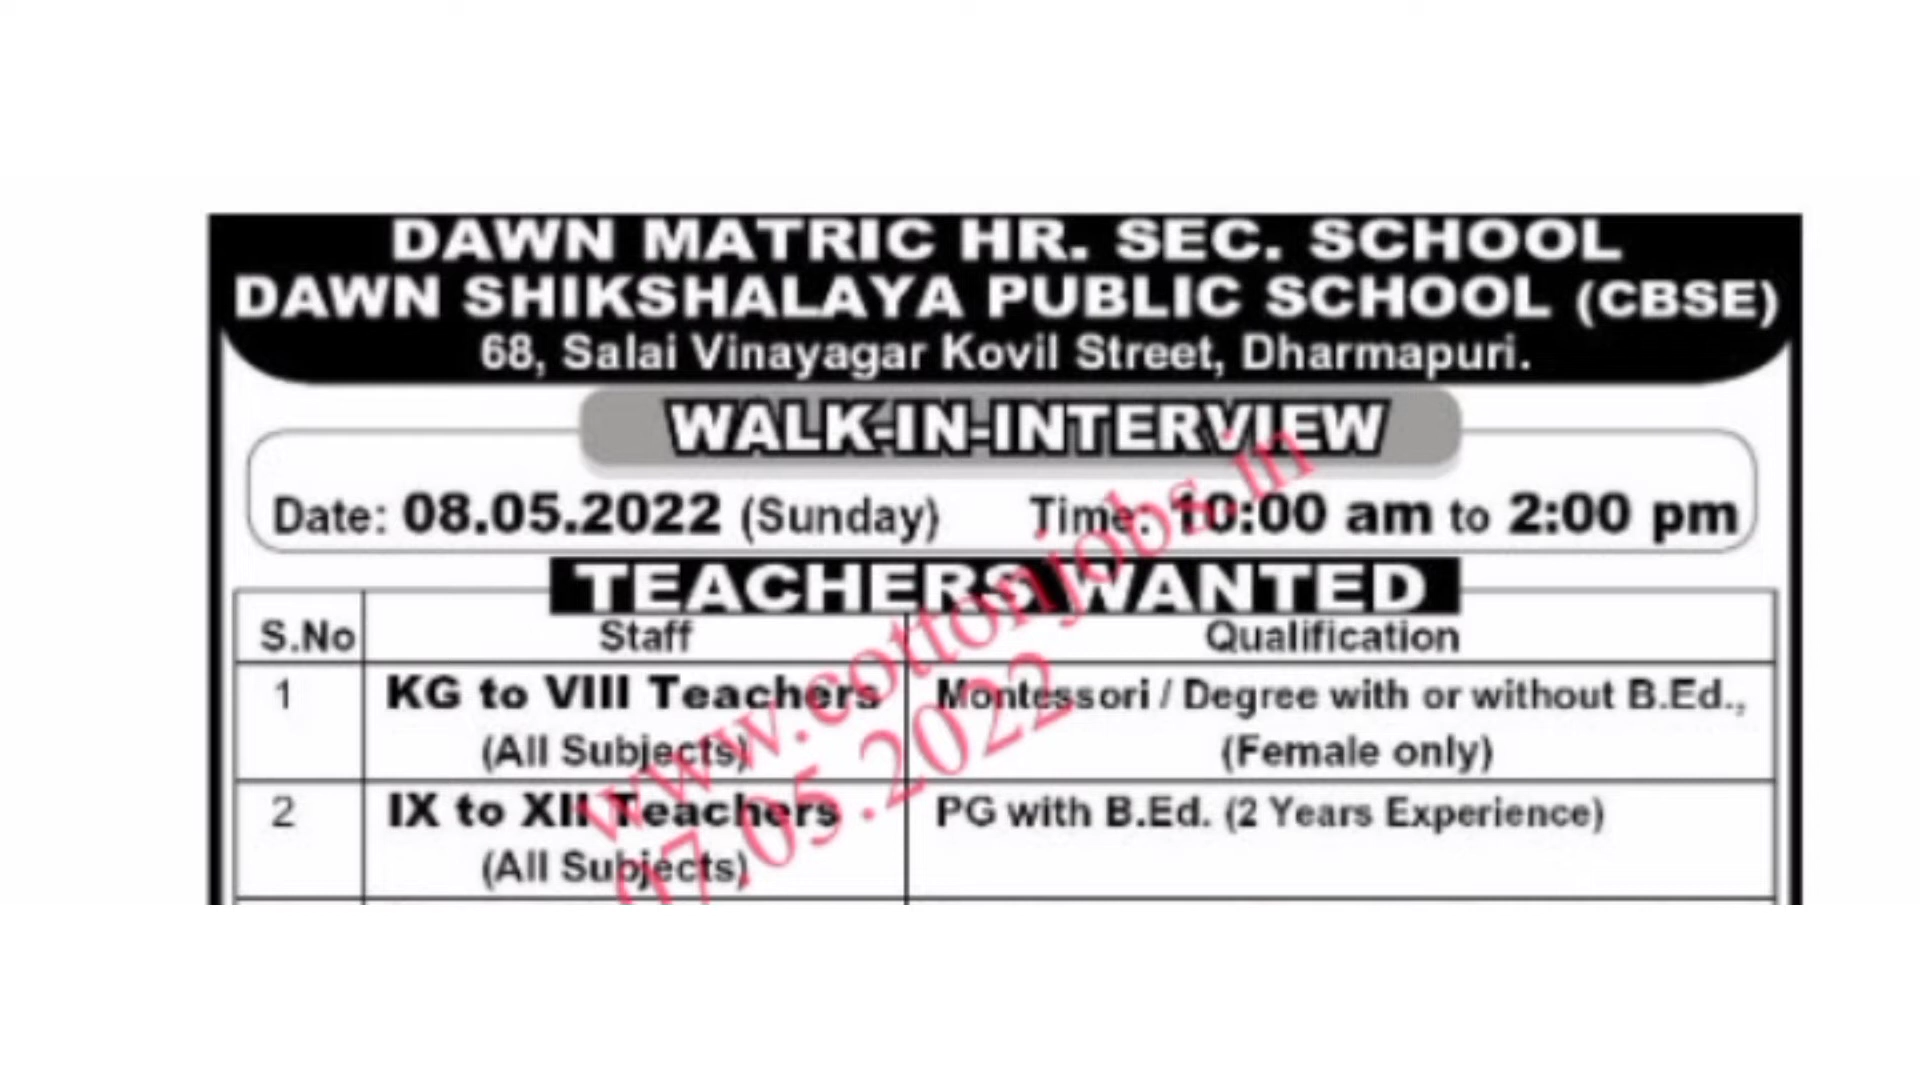 DAWN MATRIC HR. SEC. SCHOOL
DAWN SHIKSHALAYA PUBLIC SCHOOL (CBSE)
68, Salai Vinayagar Kovil Street, Dharmapuri.
WALK-IN-INTERVIEW
Date: 08.05.2022 (Sunday) Time: 10:00 am to 2:00 pm
TEACHERS WANTED
S.No Staff Qualification
1 KG to VIII Teachers Montessori / Degree with or without B.Ed.,
(All Subjects) (Female only)
2 IX to XII Teachers PG with B.Ed. (2 Years Experience)
(All Subjects)
www.cottonjobs.in
07.05.2022